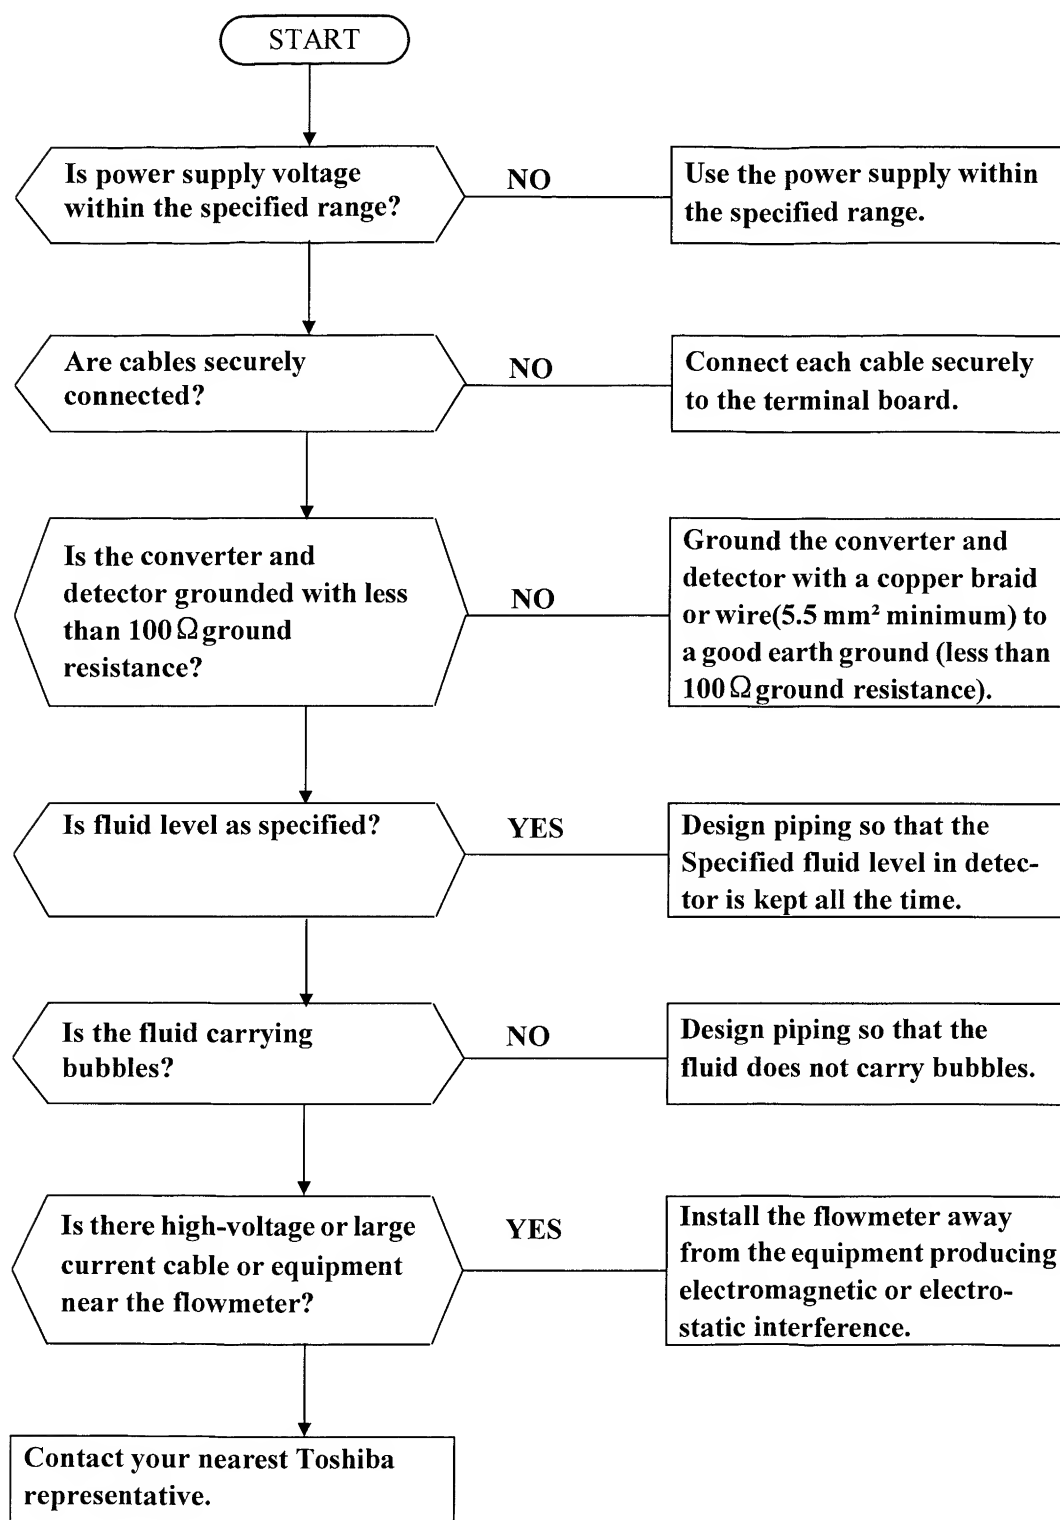 START
Is power supply voltage
within the specified range?
NO
Use the power supply within
the specified range.
Are cables securely
connected?
NO
Connect each cable securely
to the terminal board.
Is the converter and
detector grounded with less
than 100 Ω ground
resistance?
NO
Ground the converter and
detector with a copper braid
or wire(5.5 mm² minimum) to
a good earth ground (less than
100 Ω ground resistance).
Is fluid level as specified?
YES
Design piping so that the
Specified fluid level in detec-
tor is kept all the time.
Is the fluid carrying
bubbles?
NO
Design piping so that the
fluid does not carry bubbles.
Is there high-voltage or large
current cable or equipment
near the flowmeter?
YES
Install the flowmeter away
from the equipment producing
electromagnetic or electro-
static interference.
Contact your nearest Toshiba
representative.